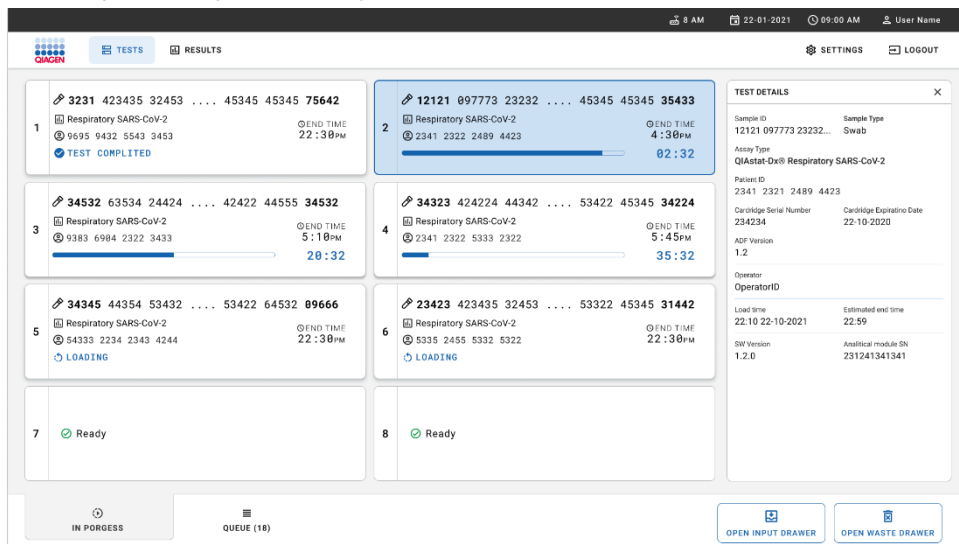 8 AM 22-01-2021 09:00 AM User Name
QIAGEN TESTS RESULTS SETTINGS LOGOUT
1
3231 423435 32453 .... 45345 45345 75642
Respiratory SARS-CoV-2
9695 9432 5543 3453
TEST COMPLITED
END TIME
22:30PM
2
12121 097773 23232 .... 45345 45345 35433
Respiratory SARS-CoV-2
2341 2322 2489 4423
END TIME
4:30PM
02:32
3
34532 63534 24424 .... 42422 44555 34532
Respiratory SARS-CoV-2
9383 6984 2322 3433
END TIME
5:10PM
20:32
4
34323 424224 44342 .... 53422 45345 34224
Respiratory SARS-CoV-2
2341 2322 5333 2322
END TIME
5:45PM
35:32
5
34345 44354 53432 .... 53422 64532 09666
Respiratory SARS-CoV-2
54333 2234 2343 4244
LOADING
END TIME
22:30PM
6
23423 423435 32453 .... 53322 45345 31442
Respiratory SARS-CoV-2
5335 2455 5332 5322
LOADING
END TIME
22:30PM
7
Ready
8
Ready
TEST DETAILS
Sample ID Sample Type
12121 097773 23232... Swab
Assay Type
QIAstat-Dx® Respiratory SARS-CoV-2
Patient ID
2341 2321 2489 4423
Cardridge Serial Number Cardridge Expiratino Date
234234 22-10-2020
ADF Version
1.2
Operator
OperatorID
Load time Estimated end time
22:10 22-10-2021 22:59
SW Version Analitical module SN
1.2.0 231241341341
IN PORGESS
QUEUE (18)
OPEN INPUT DRAWER
OPEN WASTE DRAWER